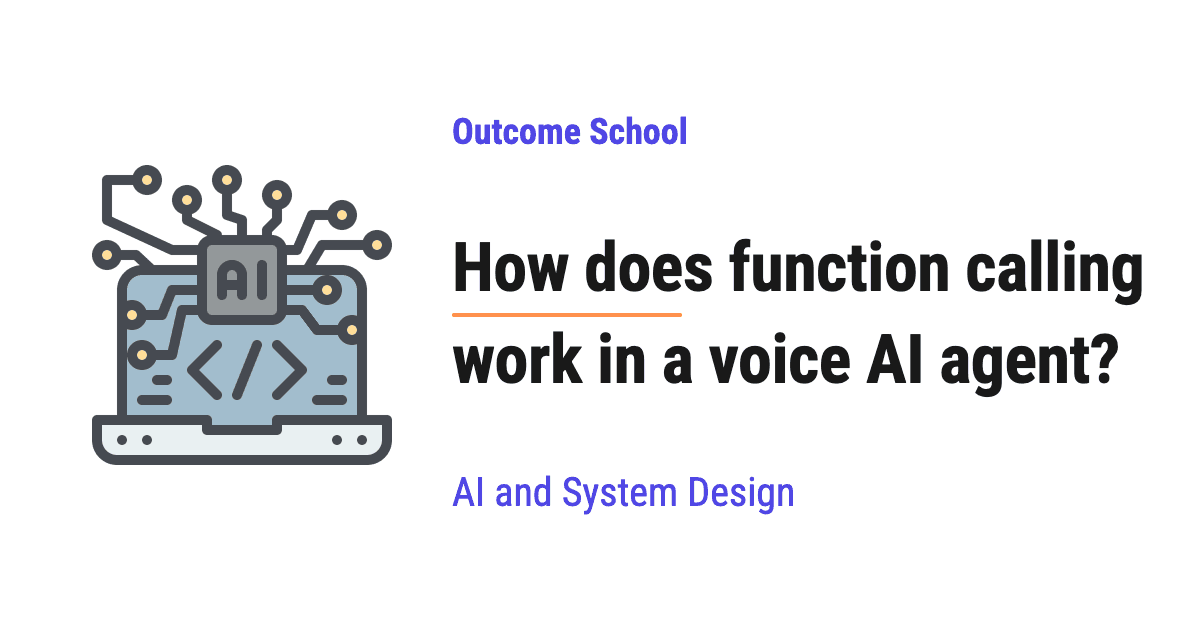 Outcome School
AI
How does function calling
work in a voice AI agent?
</>
AI and System Design